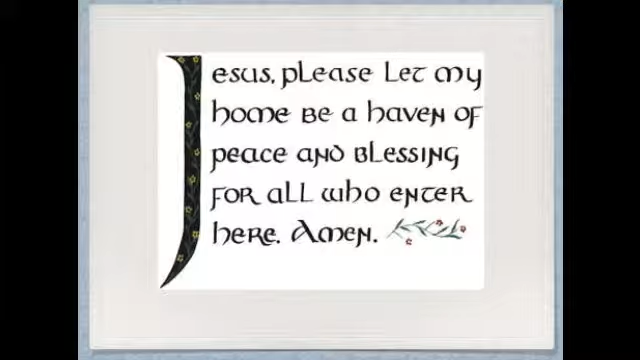 Jesus, please let my
home be a haven of
peace and blessing
for all who enter
here. Amen.